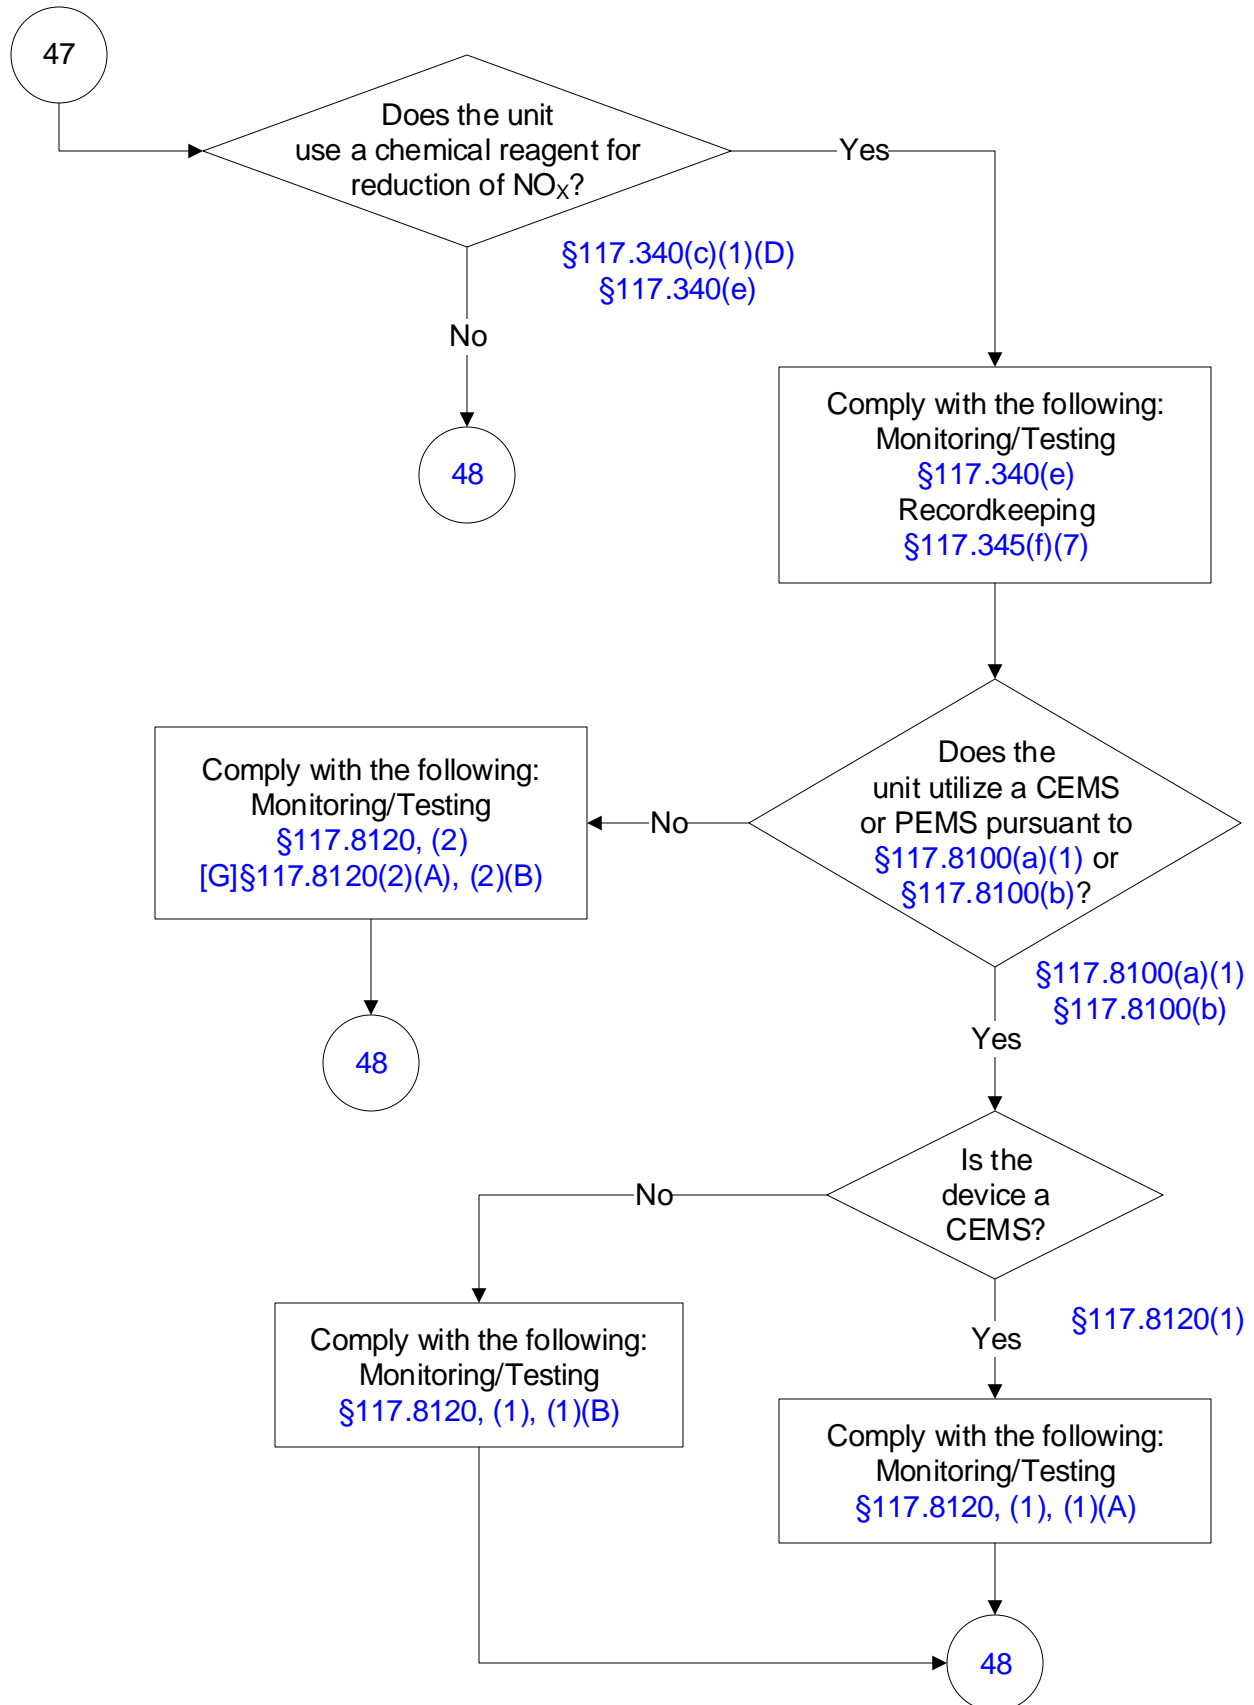 47
Does the unit
use a chemical reagent for
reduction of NOX?
Yes
§117.340(c)(1)(D)
§117.340(e)
No
48
Comply with the following:
Monitoring/Testing
§117.340(e)
Recordkeeping
§117.345(f)(7)
Does the
unit utilize a CEMS
or PEMS pursuant to
§117.8100(a)(1) or
§117.8100(b)?
No
Comply with the following:
Monitoring/Testing
§117.8120, (2)
[G]§117.8120(2)(A), (2)(B)
48
§117.8100(a)(1)
§117.8100(b)
Yes
Is the
device a
CEMS?
No
Comply with the following:
Monitoring/Testing
§117.8120, (1), (1)(B)
§117.8120(1)
Yes
Comply with the following:
Monitoring/Testing
§117.8120, (1), (1)(A)
48